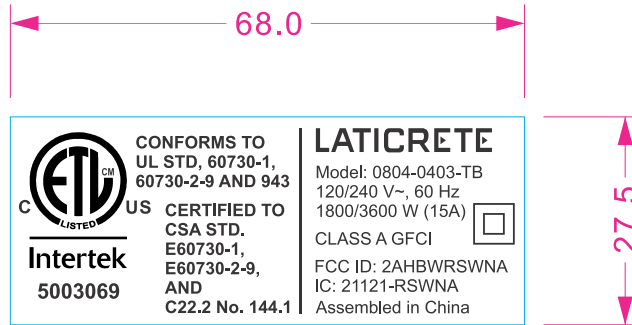 68.0
27.5
C
ETL
CM
LISTED
US
Intertek
5003069
CONFORMS TO
UL STD, 60730-1,
60730-2-9 AND 943
CERTIFIED TO
CSA STD.
E60730-1,
E60730-2-9,
AND
C22.2 No. 144.1
LATICRETE
Model: 0804-0403-TB
120/240 V~, 60 Hz
1800/3600 W (15A)
CLASS A GFCI
FCC ID: 2AHBWRSWNA
IC: 21121-RSWNA
Assembled in China